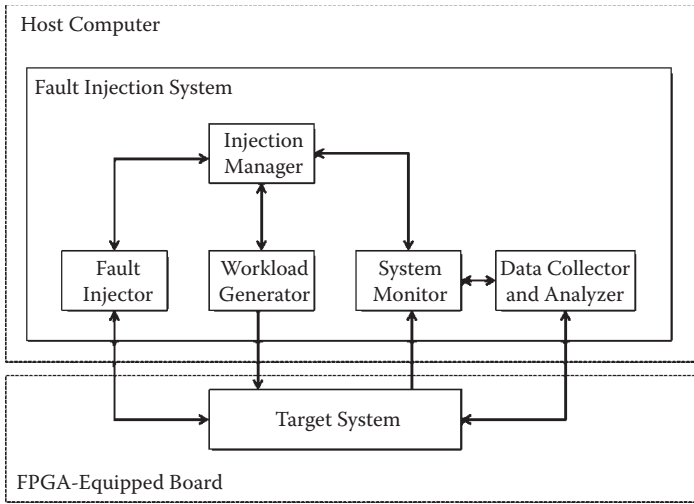 Host Computer
Fault Injection System
Injection
Manager
Fault
Injector
Workload
Generator
System
Monitor
Data Collector
and Analyzer
Target System
FPGA-Equipped Board